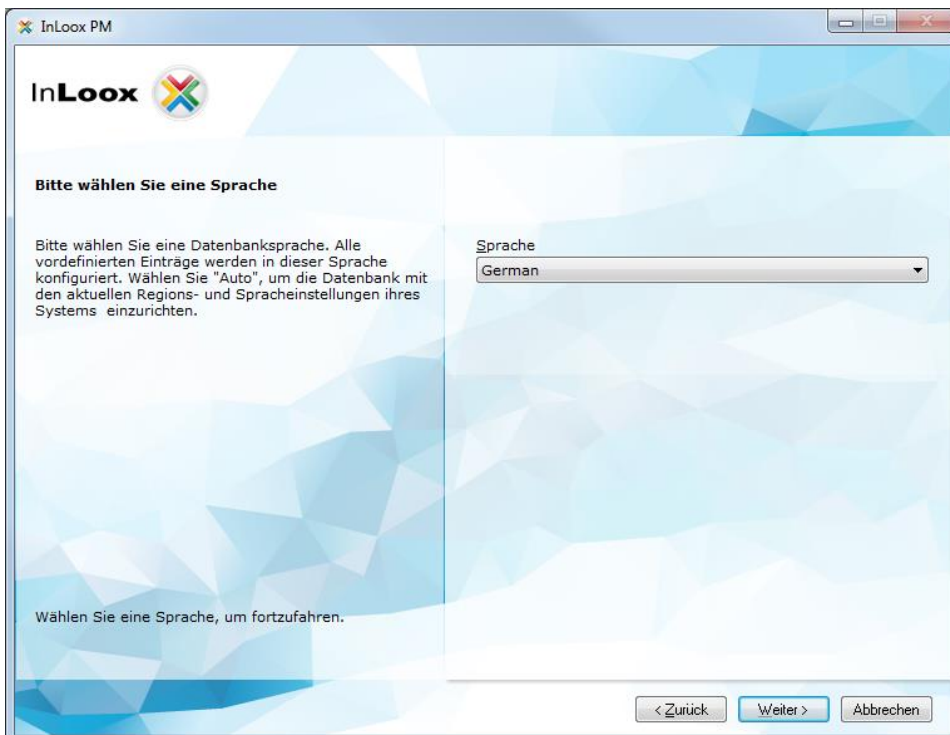 InLoox PM
InLoox
Bitte wählen Sie eine Sprache
Bitte wählen Sie eine Datenbanksprache. Alle
vordefinierten Einträge werden in dieser Sprache
konfiguriert. Wählen Sie "Auto", um die Datenbank mit
den aktuellen Regions- und Spracheinstellungen ihres
Systems  einzurichten.
Sprache
German
Wählen Sie eine Sprache, um fortzufahren.
< Zurück Weiter > Abbrechen